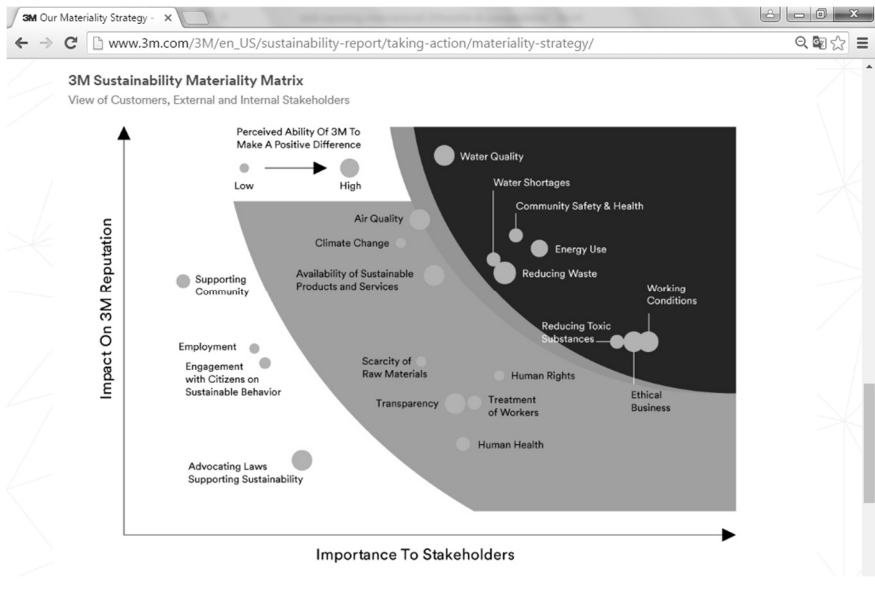 3M Our Materiality Strategy -
www.3m.com/3M/en_US/sustainability-report/taking-action/materiality-strategy/
3M Sustainability Materiality Matrix
View of Customers, External and Internal Stakeholders
Perceived Ability Of 3M To
Make A Positive Difference
Low
High
Water Quality
Water Shortages
Community Safety & Health
Air Quality
Climate Change
Energy Use
Availability of Sustainable
Products and Services
Reducing Waste
Supporting
Community
Working
Conditions
Reducing Toxic
Substances
Employment
Engagement
with Citizens on
Sustainable Behavior
Scarcity of
Raw Materials
Human Rights
Transparency
Treatment
of Workers
Ethical
Business
Human Health
Advocating Laws
Supporting Sustainability
Impact On 3M Reputation
Importance To Stakeholders